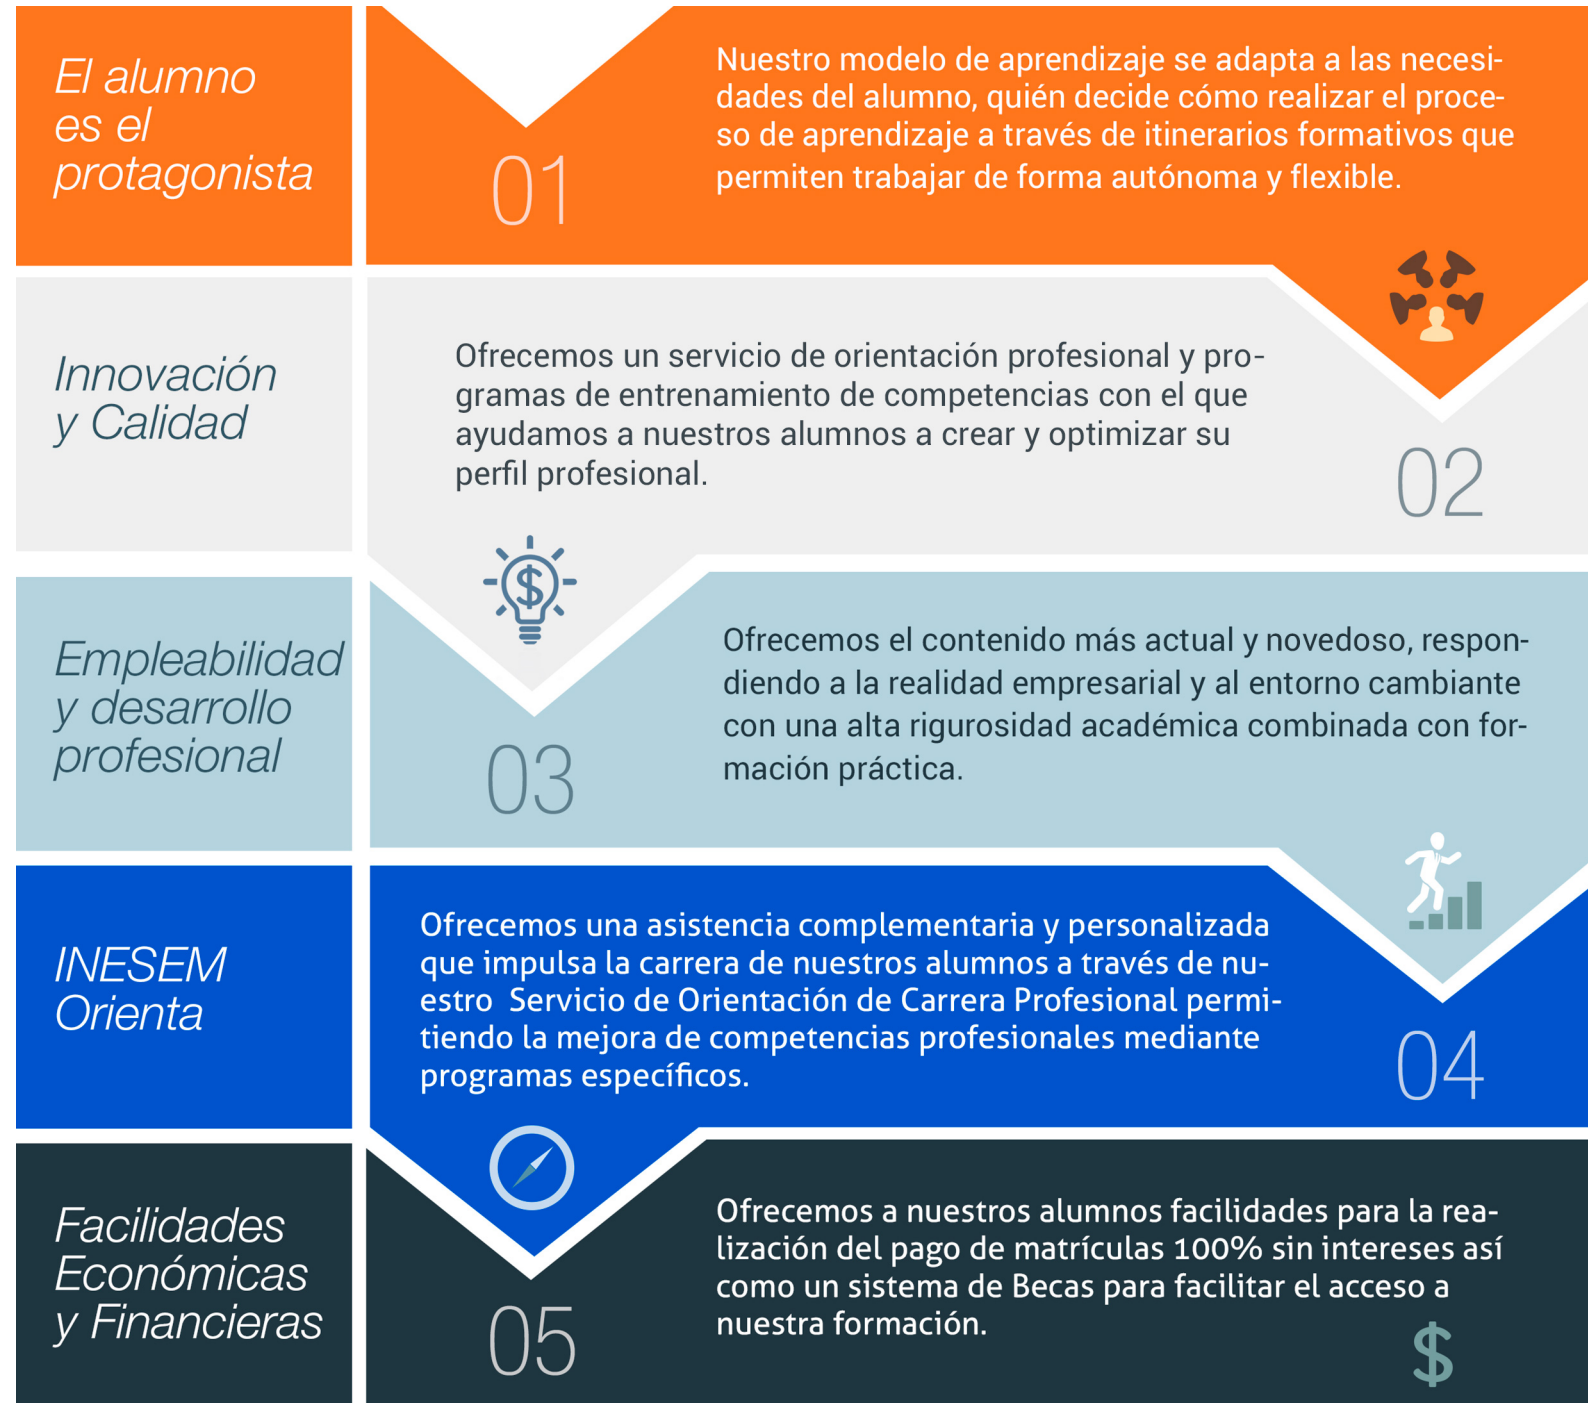 El alumno
es el
protagonista
01
Nuestro modelo de aprendizaje se adapta a las necesi-
dades del alumno, quién decide cómo realizar el proce-
so de aprendizaje a través de itinerarios formativos que
permiten trabajar de forma autónoma y flexible.
Innovación
y Calidad
Ofrecemos un servicio de orientación profesional y pro-
gramas de entrenamiento de competencias con el que
ayudamos a nuestros alumnos a crear y optimizar su
perfil profesional.
02
$
Empleabilidad
y desarrollo
profesional
03
Ofrecemos el contenido más actual y novedoso, respon-
diendo a la realidad empresarial y al entorno cambiante
con una alta rigurosidad académica combinada con for-
mación práctica.
INESEM
Orienta
Ofrecemos una asistencia complementaria y personalizada
que impulsa la carrera de nuestros alumnos a través de nu-
estro  Servicio de Orientación de Carrera Profesional permi-
tiendo la mejora de competencias profesionales mediante
programas específicos.
04
Facilidades
Económicas
y Financieras
05
Ofrecemos a nuestros alumnos facilidades para la rea-
lización del pago de matrículas 100% sin intereses así
como un sistema de Becas para facilitar el acceso a
nuestra formación.
$